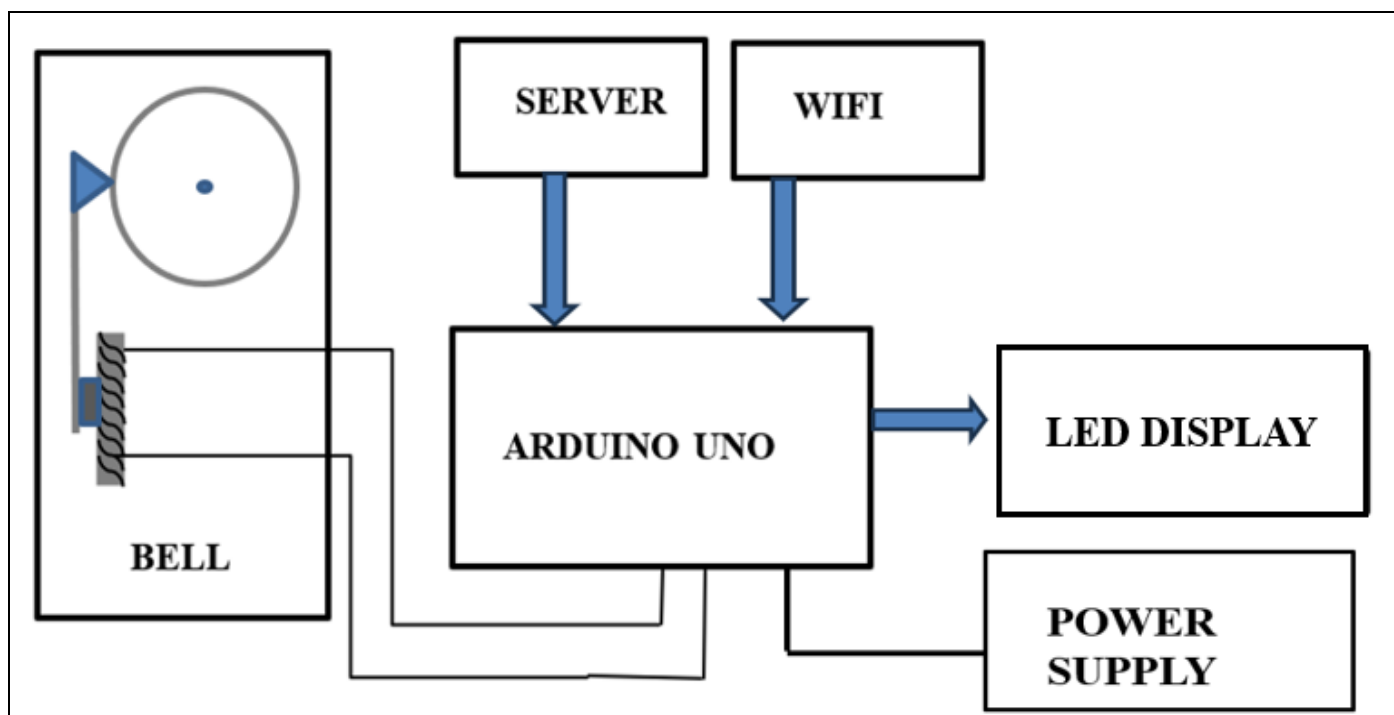 SERVER
WIFI
ARDUINO UNO
LED DISPLAY
BELL
POWER
SUPPLY